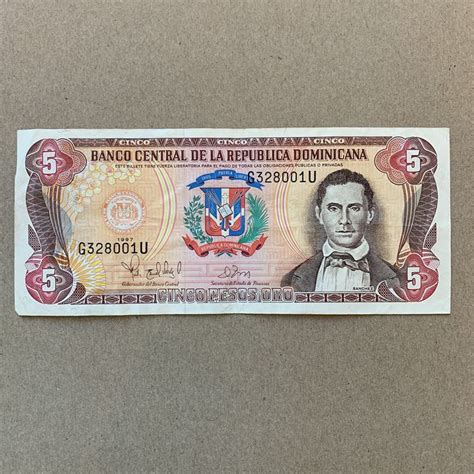 CINCO CINCO CINCO
5 BANCO CENTRAL DE LA REPUBLICA DOMINICANA 5
ESTE BILLETE TIENE FUERZA LIBERATORIA PARA EL PAGO DE TODAS LAS OBLIGACIONES PUBLICAS O PRIVADAS
G328001U
DIOS PATRIA LIBERTAD
1987
G328001U
REPUBLICA DOMINICANA
Gobernador del Banco Central Secretario de Estado de Finanzas
SANCHEZ
5 CINCO PESOS ORO 5